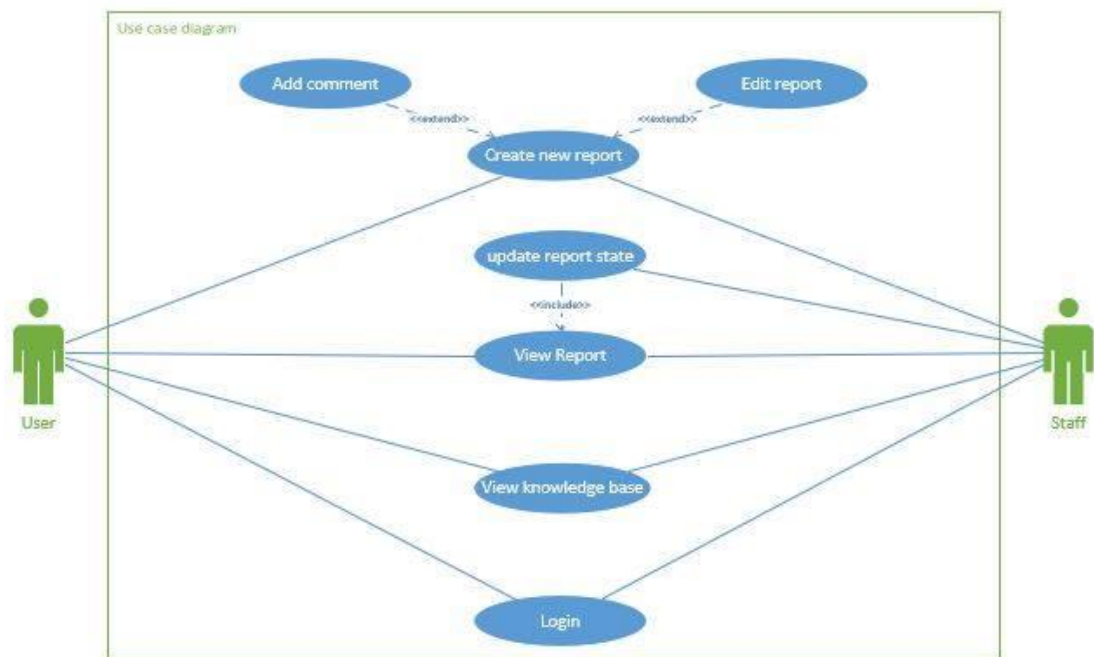 Use case diagram
Add comment
Edit report
<<extend>>
<<extend>>
Create new report
update report state
<<include>>
View Report
User
Staff
View knowledge base
Login